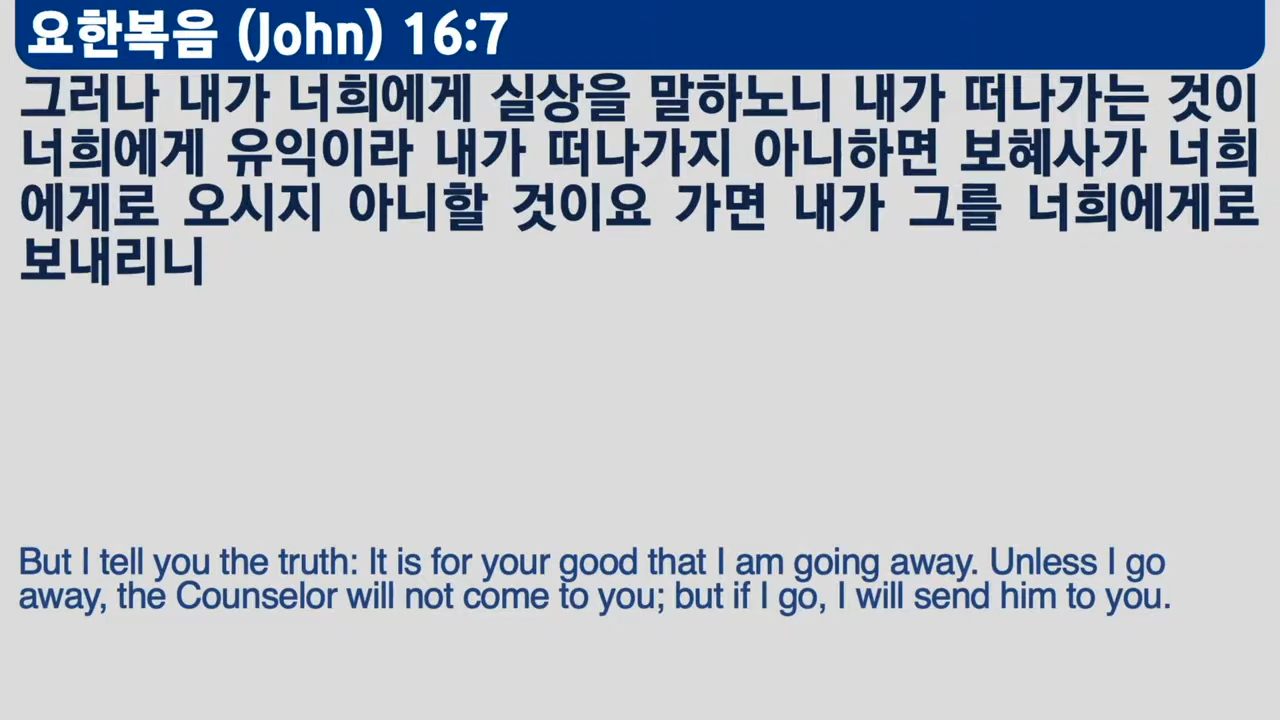 요한복음 (John) 16:7
그러나 내가 너희에게 실상을 말하노니 내가 떠나가는 것이
너희에게 유익이라 내가 떠나가지 아니하면 보혜사가 너희
에게로 오시지 아니할 것이요 가면 내가 그를 너희에게로
보내리니
But I tell you the truth: It is for your good that I am going away. Unless I go
away, the Counselor will not come to you; but if I go, I will send him to you.